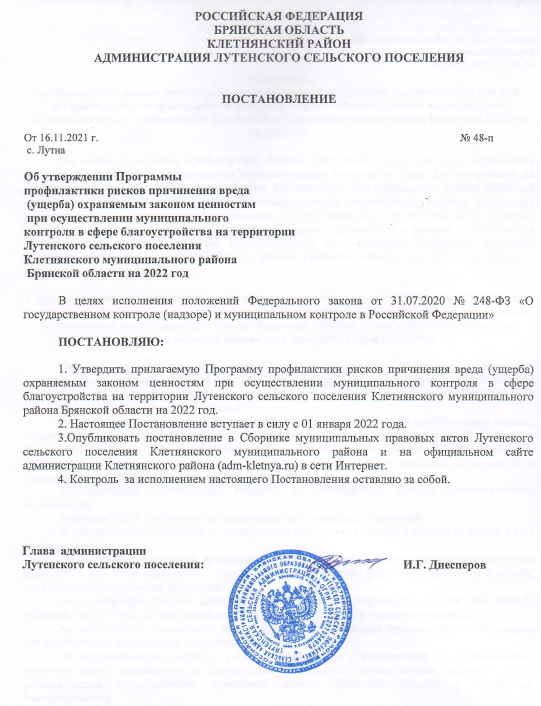 РОССИЙСКАЯ ФЕДЕРАЦИЯ
БРЯНСКАЯ ОБЛАСТЬ
КЛЕТНЯНСКИЙ РАЙОН
АДМИНИСТРАЦИЯ ЛУТЕНСКОГО СЕЛЬСКОГО ПОСЕЛЕНИЯ
ПОСТАНОВЛЕНИЕ
От 16.11.2021 г. № 48-п
с. Лутна
Об утверждении Программы
профилактики рисков причинения вреда
(ущерба) охраняемым законом ценностям
при осуществлении муниципального
контроля в сфере благоустройства на территории
Лутенского сельского поселения
Клетнянского муниципального района
Брянской области на 2022 год
В целях исполнения положений Федерального закона от 31.07.2020 № 248-ФЗ «О
государственном контроле (надзоре) и муниципальном контроле в Российской Федерации»
ПОСТАНОВЛЯЮ:
1. Утвердить прилагаемую Программу профилактики рисков причинения вреда (ущерба)
охраняемым законом ценностям при осуществлении муниципального контроля в сфере
благоустройства на территории Лутенского сельского поселения Клетнянского муниципального
района Брянской области на 2022 год.
2. Настоящее Постановление вступает в силу с 01 января 2022 года.
3.Опубликовать постановление в Сборнике муниципальных правовых актов Лутенского
сельского поселения Клетнянского муниципального района и на официальном сайте
администрации Клетнянского района (adm-kletnya.ru) в сети Интернет.
4. Контроль за исполнением настоящего Постановления оставляю за собой.
Глава администрации
Лутенского сельского поселения: И.Г. Диесперов